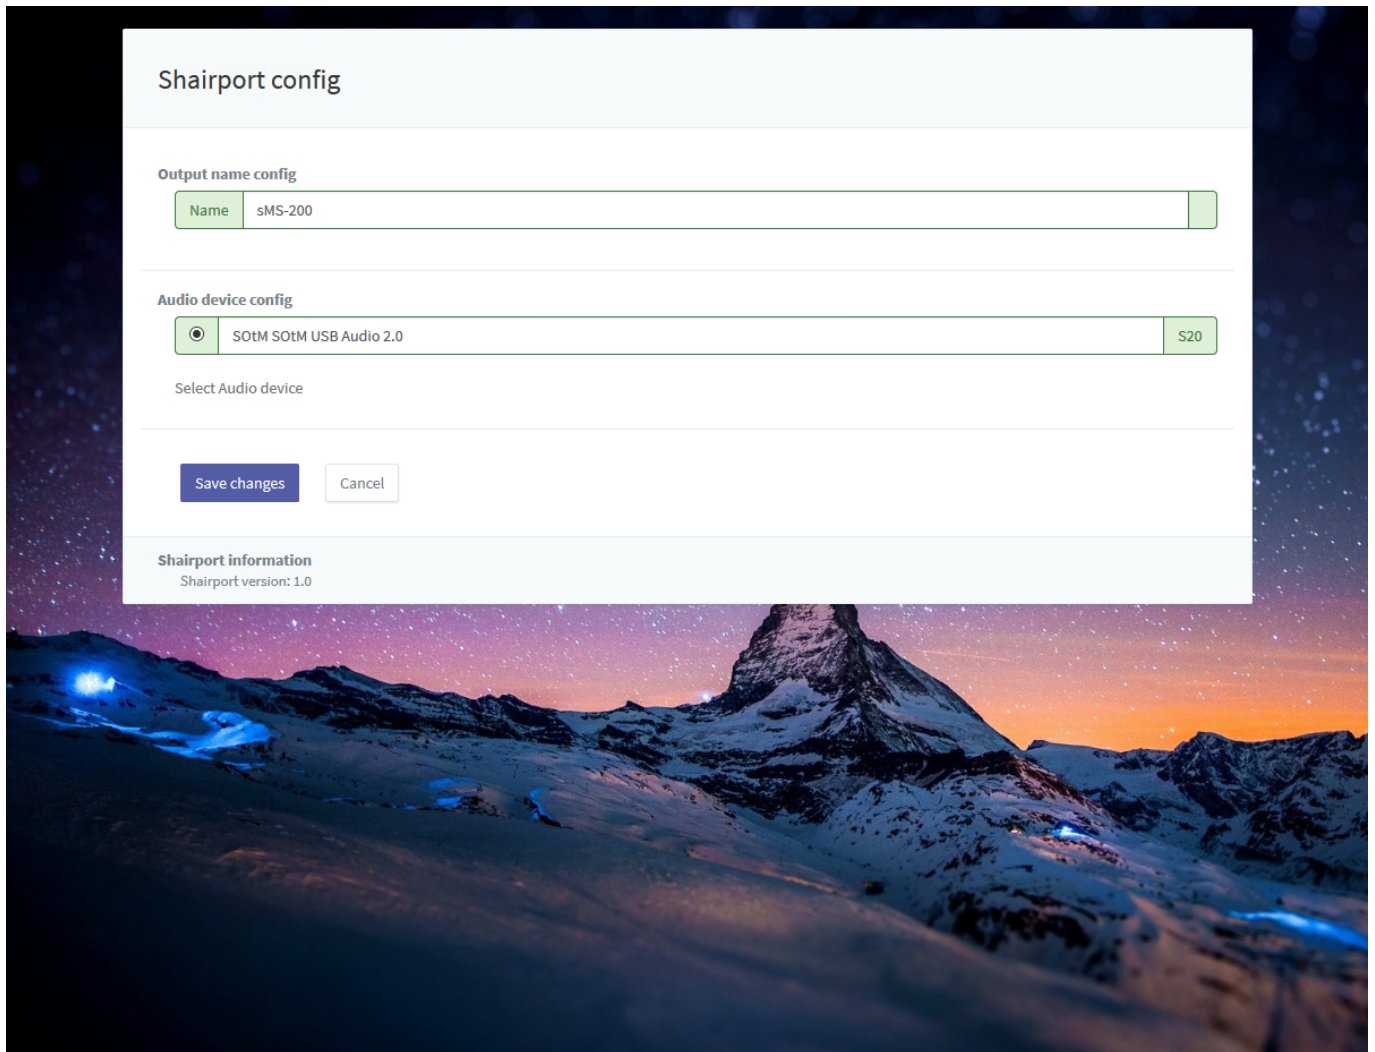 Shairport config
Output name config
Name sMS-200
Audio device config
SOtM SOtM USB Audio 2.0 S20
Select Audio device
Save changes Cancel
Shairport information
Shairport version: 1.0